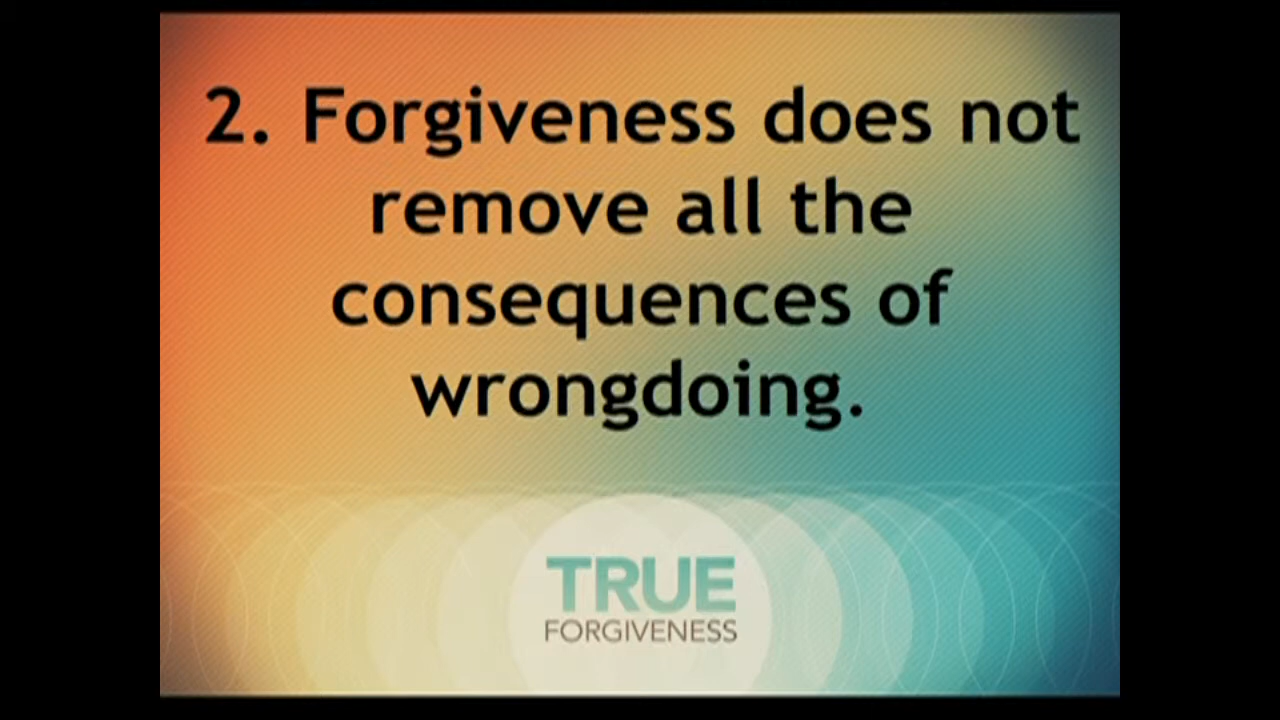 2. Forgiveness does not
remove all the
consequences of
wrongdoing.
TRUE
FORGIVENESS